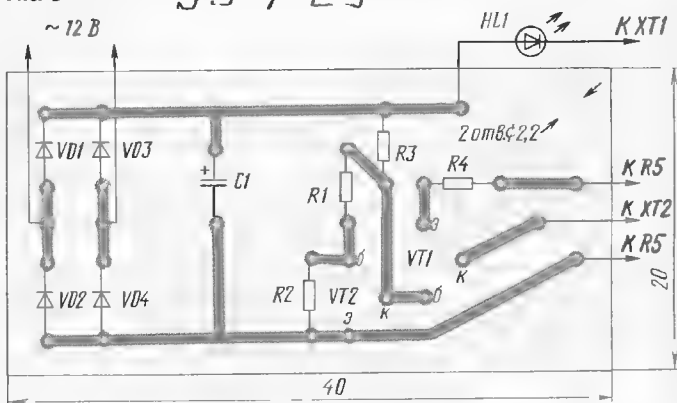 HL1
К XT1
~ 12 В
2 отв.¢2,2
VD1
VD3
R3
R4
C1
+
R1
К R5
К XT2
э
б
VT1
К R5
к
VD2
VD4
R2
VT2
к
б
э
20
40